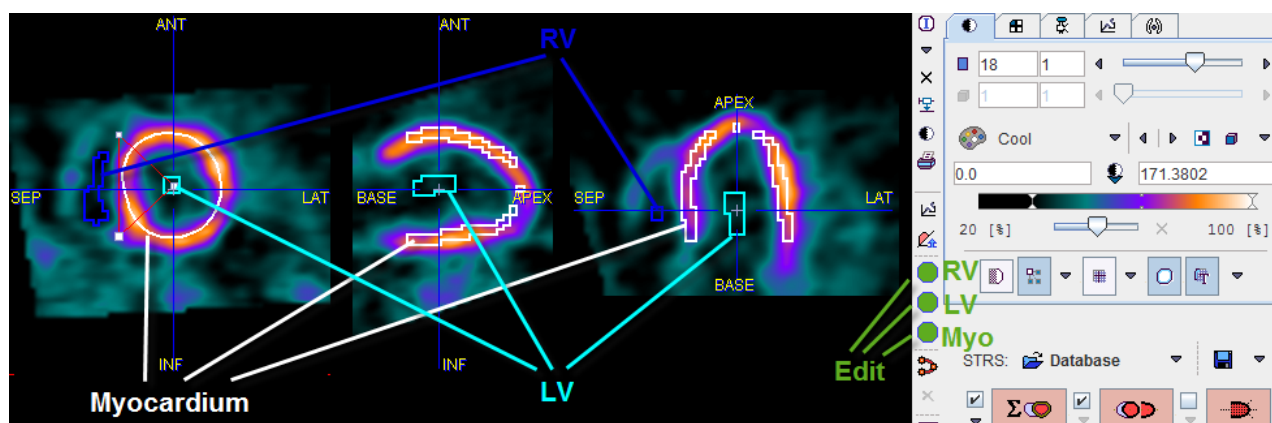 ANT
ANT
RV
18
1
1
1
APEX
Cool
0.0
171.3802
SEP
LAT
BASE
APEX
SEP
LAT
20 [%]
100 [%]
BASE
RV
LV
Myo
INF
INF
Edit
STRS: Database
Myocardium
LV